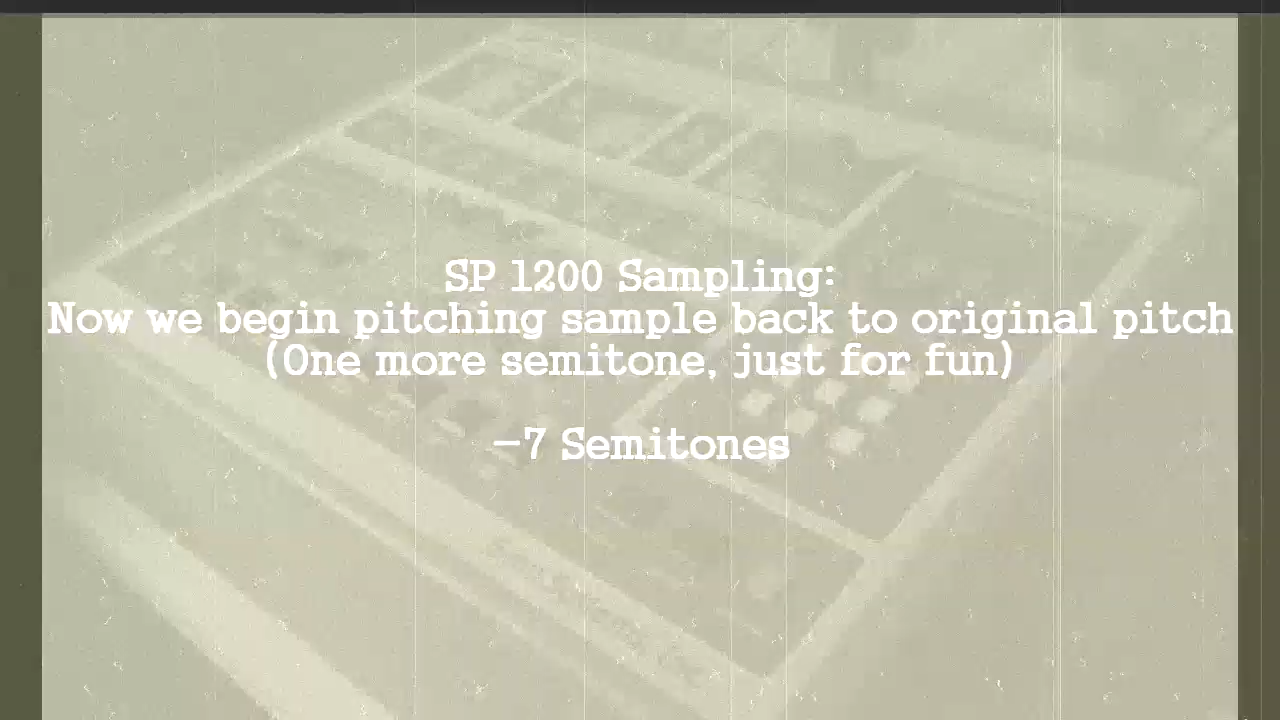 SP 1200 Sampling:
Now we begin pitching sample back to original pitch
(One more semitone, just for fun)
-7 Semitones